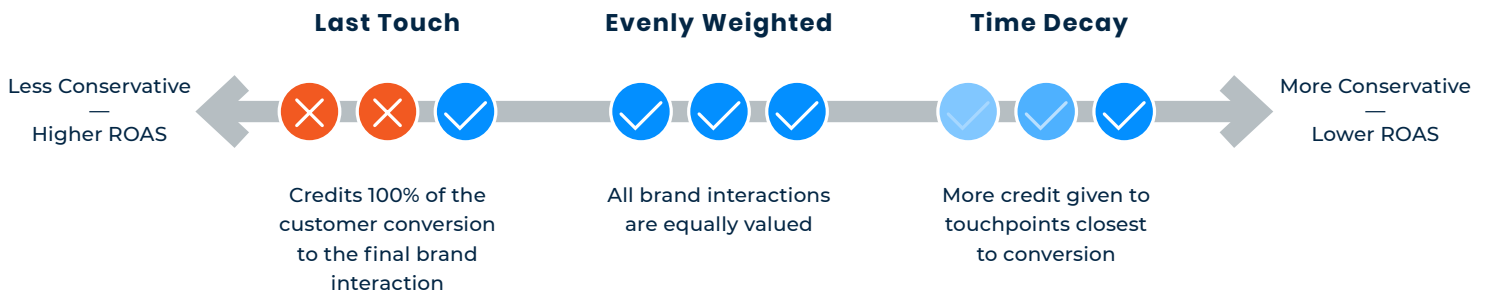 Last Touch
Evenly Weighted
Time Decay
Less Conservative
—
Higher ROAS
More Conservative
—
Lower ROAS
Credits 100% of the
customer conversion
to the final brand
interaction
All brand interactions
are equally valued
More credit given to
touchpoints closest
to conversion